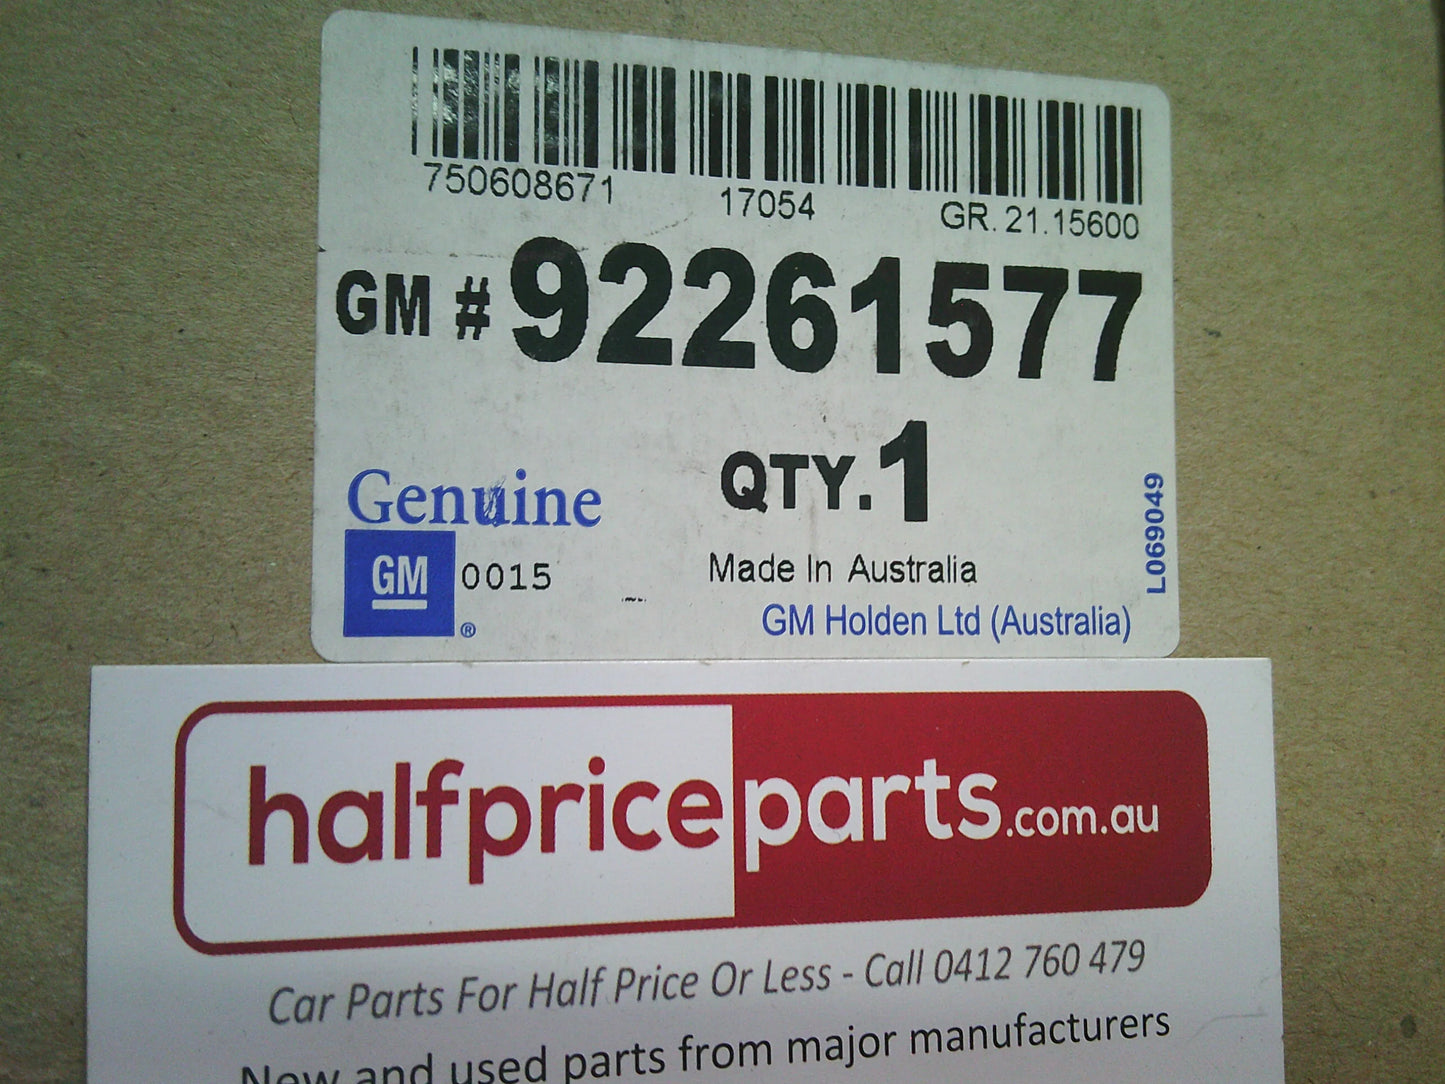 750608671 17054 GR. 21.15600
GM # 92261577
QTY. 1
Genuine
GM 0015
®
Made In Australia
GM Holden Ltd (Australia)
L069049
halfpriceparts.com.au
Car Parts For Half Price Or Less - Call 0412 760 479
New and used parts from major manufacturers